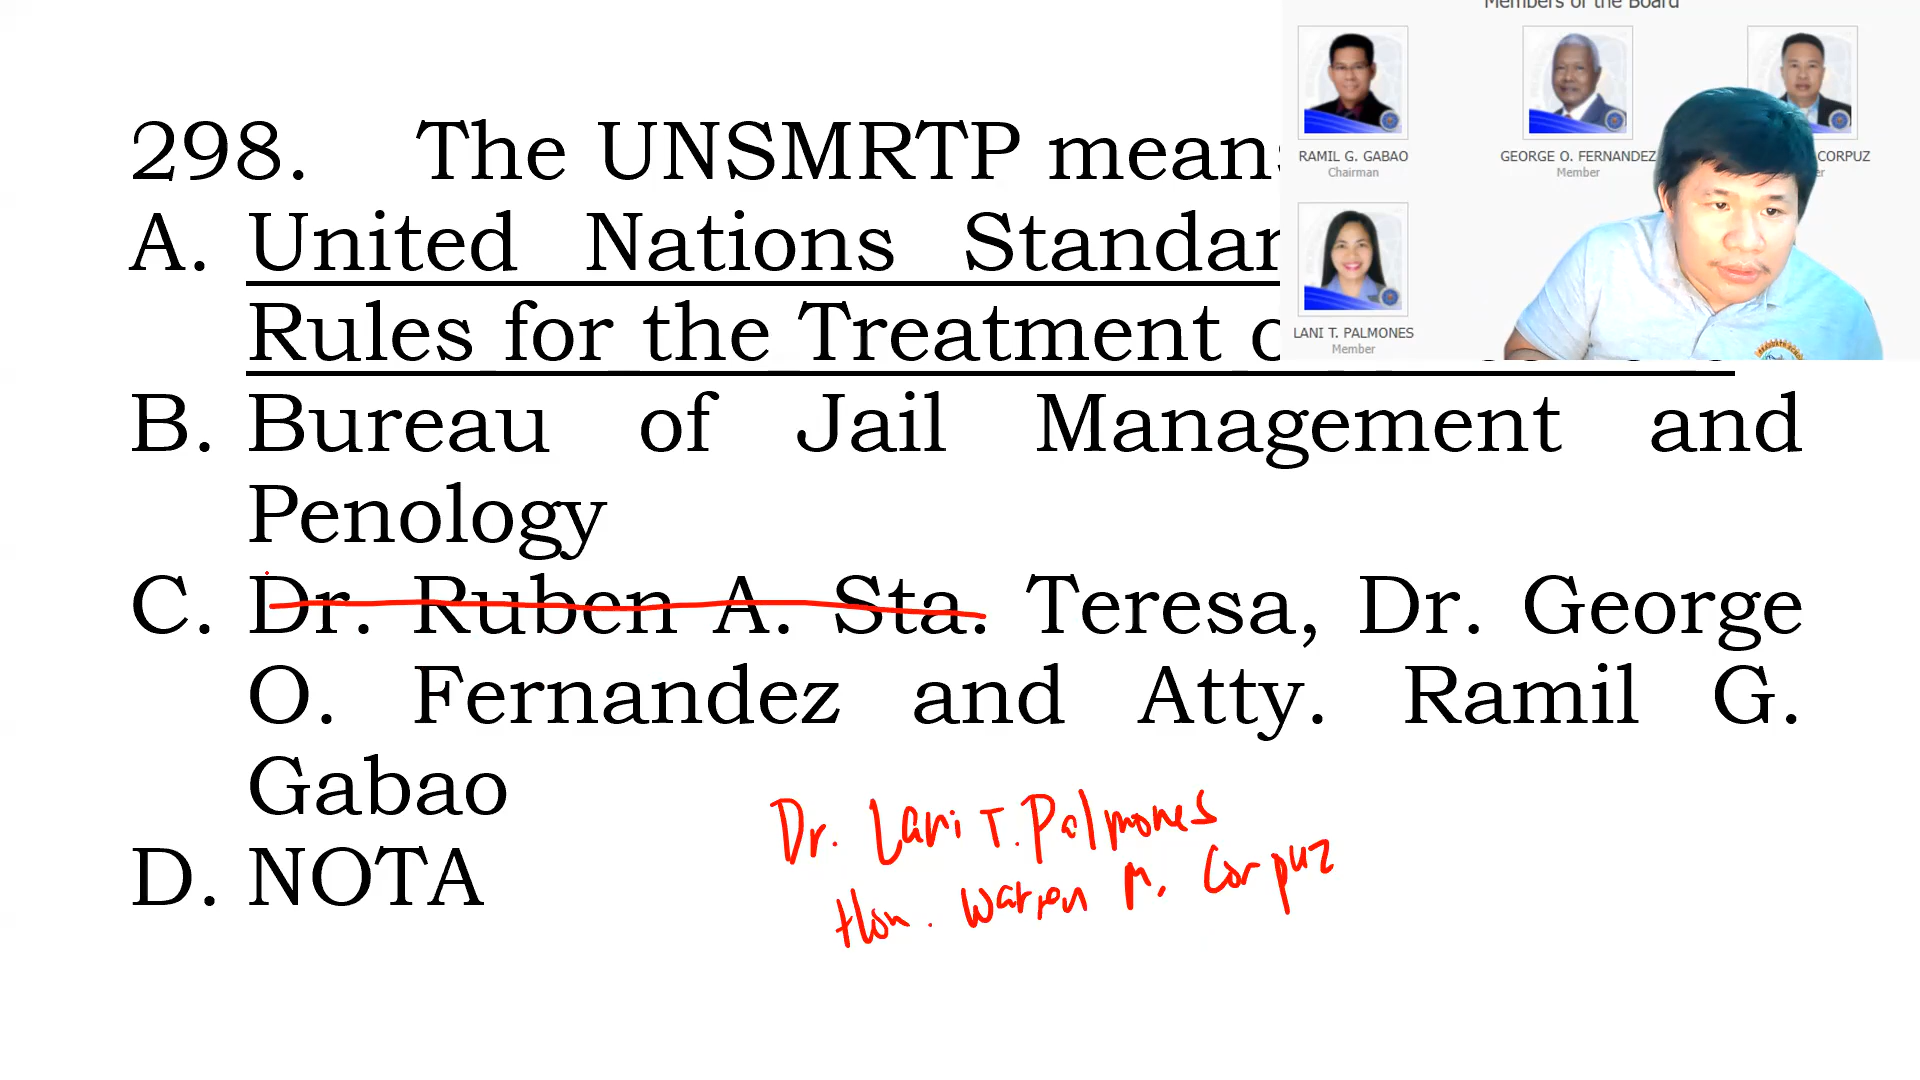 Members of the Board
298. The UNSMRTP means
A. United Nations Standar
Rules for the Treatment o
B. Bureau of Jail Management and
Penology
C. Dr. Ruben A. Sta. Teresa, Dr. George
O. Fernandez and Atty. Ramil G.
Gabao
D. NOTA
RAMIL G. GABAO
Chairman
GEORGE O. FERNANDEZ
Member
CORPUZ
er
LANI T. PALMONES
Member
Dr. Lani T. Palmones
Hon. Warren M. Corpuz